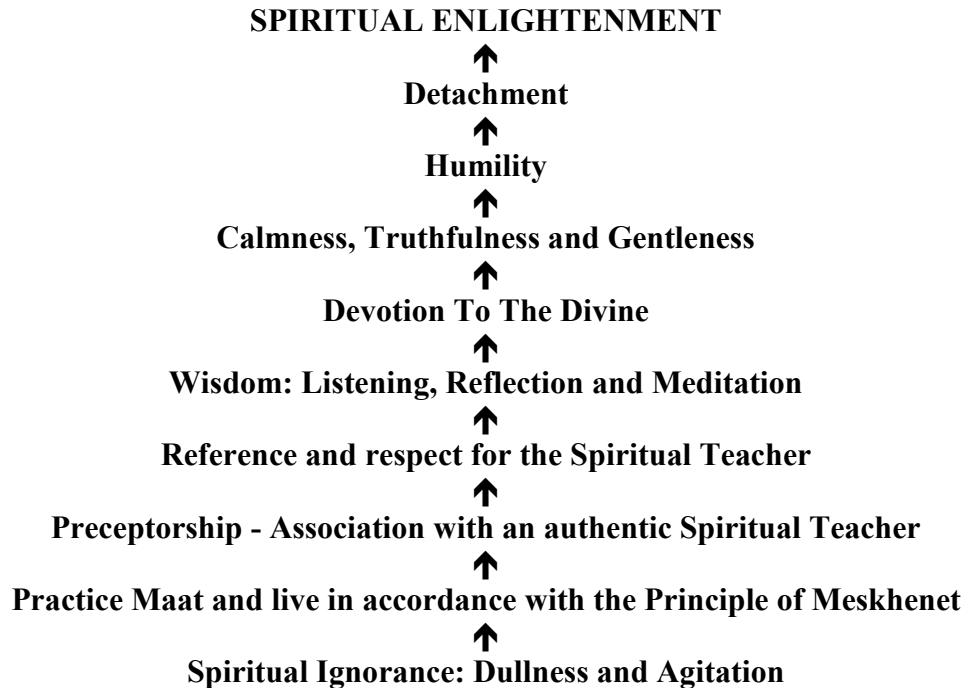 SPIRITUAL ENLIGHTENMENT
Detachment
Humility
Calmness, Truthfulness and Gentleness
Devotion To The Divine
Wisdom: Listening, Reflection and Meditation
Reference and respect for the Spiritual Teacher
Preceptorship - Association with an authentic Spiritual Teacher
Practice Maat and live in accordance with the Principle of Meskhenet
Spiritual Ignorance: Dullness and Agitation